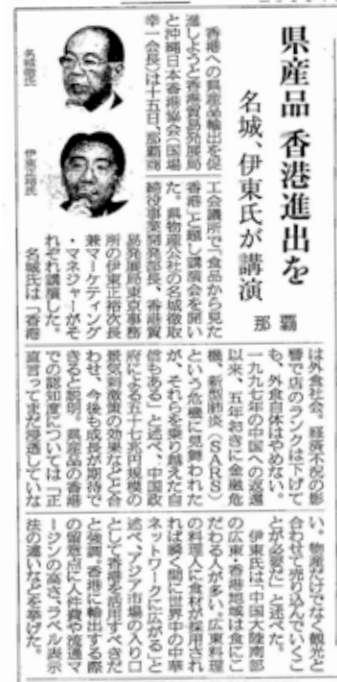 県産品 香港進出を
名城、伊東氏が講演
那覇
香港への県産品輸出を促
進しようと香港貿易発展局
と沖縄日本香港協会(国場
幸一会長)は十五日、那覇商
工会議所で「食品から見た
香港」と題し講演会を開い
た。県物産公社の名城徹取
締役事業開発部長、香港貿
易発展局東京事務
所の伊東正裕次長
兼マーケティング
・マネジャーがそ
れぞれ講演した。
名城氏は「香港
は外食社会。経済不況の影
響で店のランクは下げて
も、外食自体はやめない。
一九九七年の中国への返還
以来、五年おきに金融危
機、新型肺炎(SARS)
という危機に見舞われた
が、それらを乗り越えた自
信もある」と述べ、中国政
府による五十七兆円規模の
景気刺激策の効果などと合
わせ、今後も成長が期待で
きると説明。県産品の香港
での認知度については「正
直言ってまだ浸透していな
い。物産だけでなく観光と
合わせて売り込んでいくこ
とが必要だ」と述べた。
伊東氏は「中国大陸南部
の広東・香港地域は食にこ
だわる人が多い。広東料理
の料理人に食材が採用され
れば瞬く間に世界中の中華
ネットワークに広がる」と
述べ、アジア市場の入り口
として香港を活用すべきだ
と強調。香港に輸出する際
の留意点に人件費や流通マ
ージンの高さ、ラベル表示
法の違いなどを挙げた。
名城徹氏
伊東正裕氏